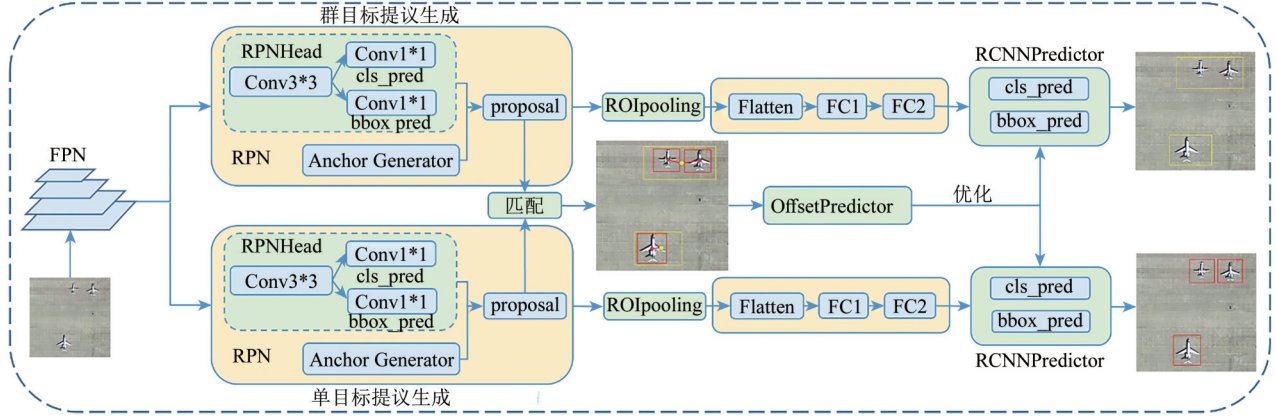 群目标提议生成
RPNHead
Conv3*3
Conv1*1
cls_pred
Conv1*1
bbox pred
RPN
Anchor Generator
proposal
ROIpooling
Flatten
FC1
FC2
RCNNPredictor
cls_pred
bbox_pred
FPN
匹配
OffsetPredictor
优化
RPNHead
Conv3*3
Conv1*1
cls_pred
Conv1*1
bbox_pred
RPN
Anchor Generator
proposal
ROIpooling
Flatten
FC1
FC2
cls_pred
bbox_pred
RCNNPredictor
单目标提议生成